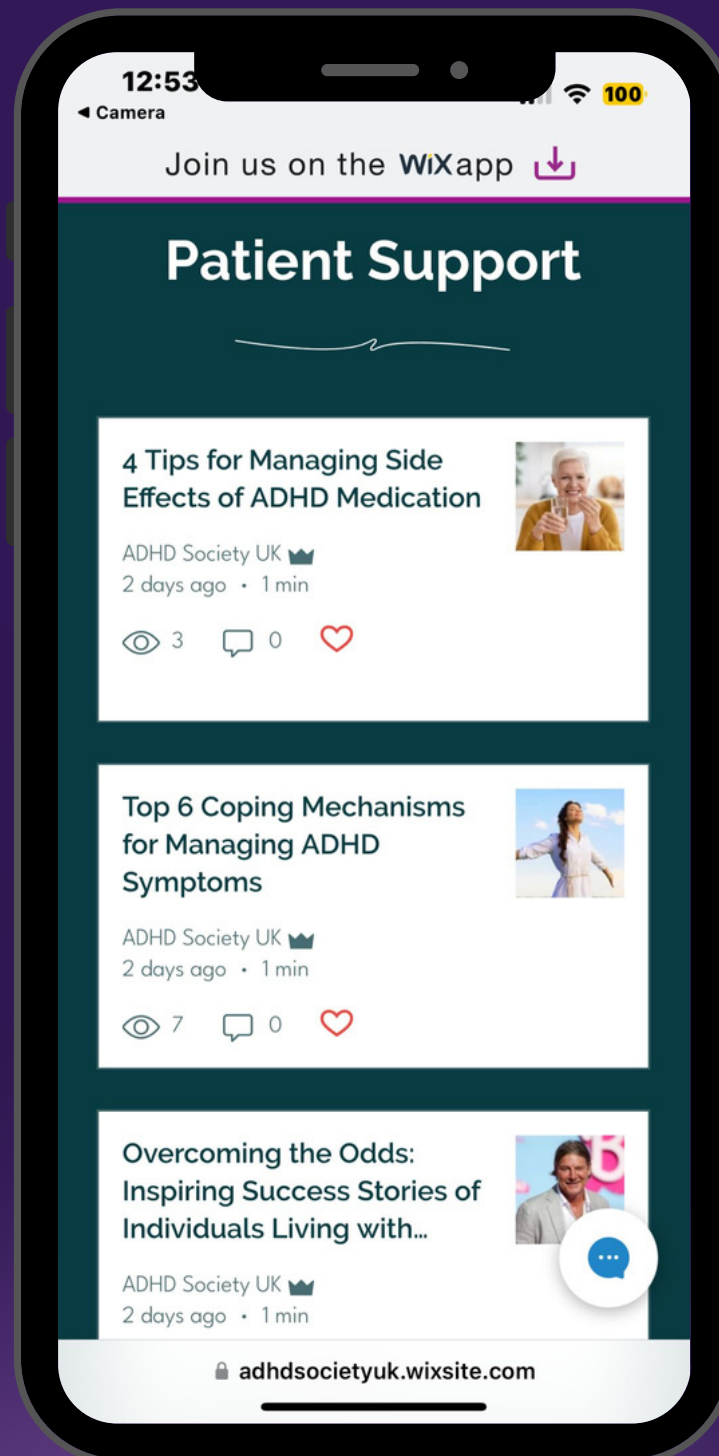 12:53
100
◀ Camera
Join us on the WiX app
Patient Support
4 Tips for Managing Side
Effects of ADHD Medication
ADHD Society UK
2 days ago • 1 min
3 0
Top 6 Coping Mechanisms
for Managing ADHD
Symptoms
ADHD Society UK
2 days ago • 1 min
7 0
Overcoming the Odds:
Inspiring Success Stories of
Individuals Living with...
ADHD Society UK
2 days ago • 1 min
adhdsocietyuk.wixsite.com